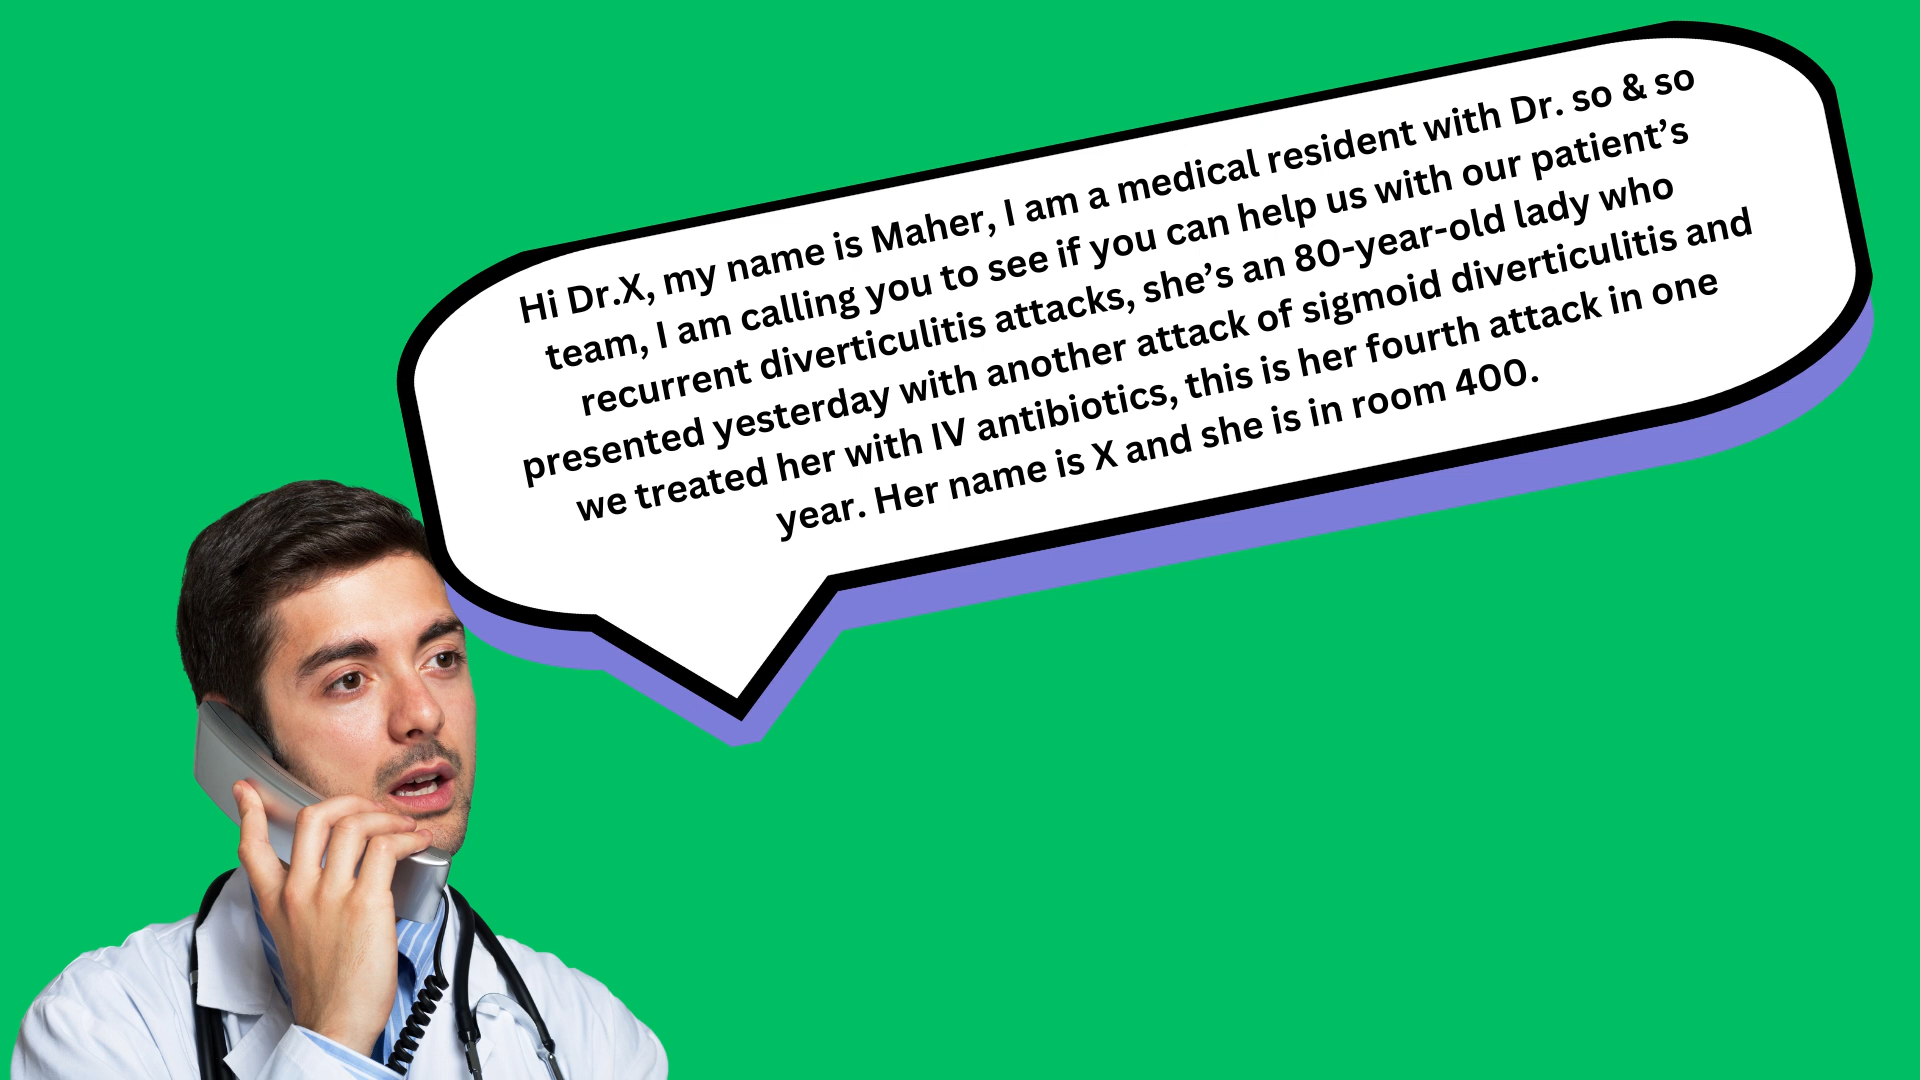 Hi Dr.X, my name is Maher, I am a medical resident with Dr. so & so
team, I am calling you to see if you can help us with our patient’s
recurrent diverticulitis attacks, she’s an 80-year-old lady who
presented yesterday with another attack of sigmoid diverticulitis and
we treated her with IV antibiotics, this is her fourth attack in one
year. Her name is X and she is in room 400.